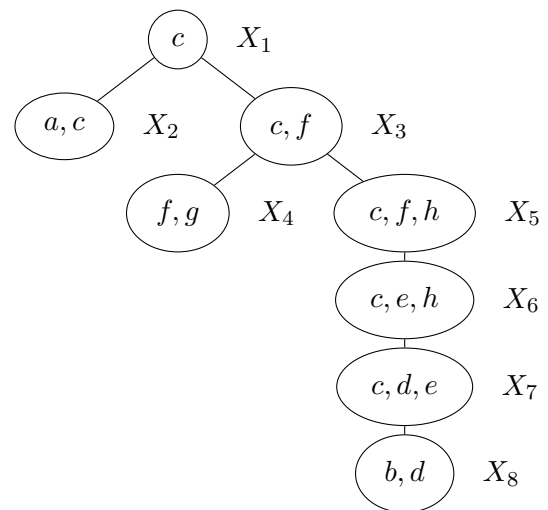 c X₁
a, c X₂ c, f X₃
f, g X₄ c, f, h X₅
c, e, h X₆
c, d, e X₇
b, d X₈